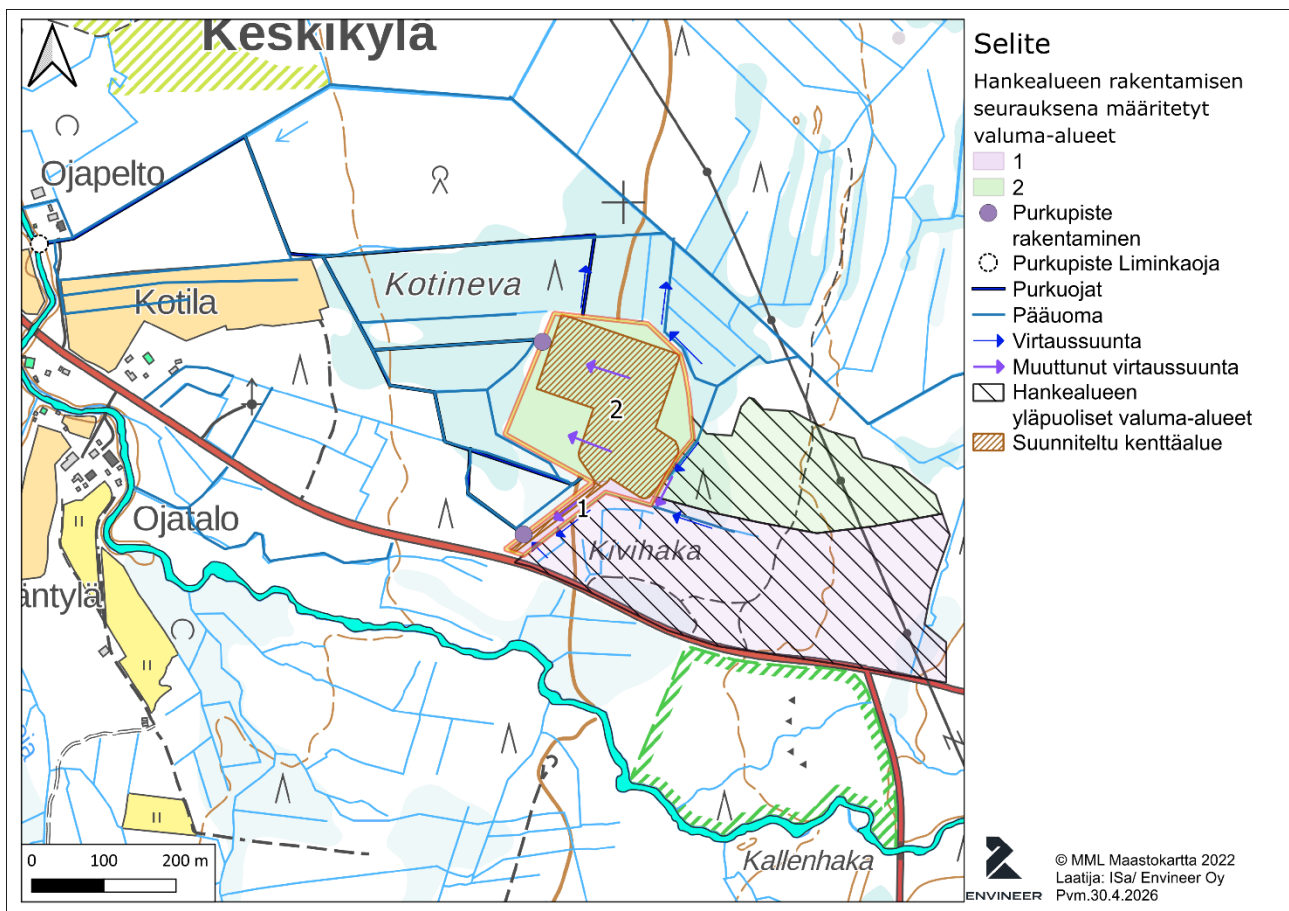 Keskikylä
Ojapelto
Kotila
Kotineva
2
1
Kivihaka
Ojatalo
äntylä
Kallenhaka
0 100 200 m
Selite
Hankealueen rakentamisen
seurauksena määritetyt
valuma-alueet
1
2
Purkupiste
rakentaminen
Purkupiste Liminkaoja
Purkuojat
Pääuoma
Virtaussuunta
Muuttunut virtaussuunta
Hankealueen
yläpuoliset valuma-alueet
Suunniteltu kenttäalue
ENVINEER
© MML Maastokartta 2022
Laatija: ISa/ Envineer Oy
Pvm.30.4.2026